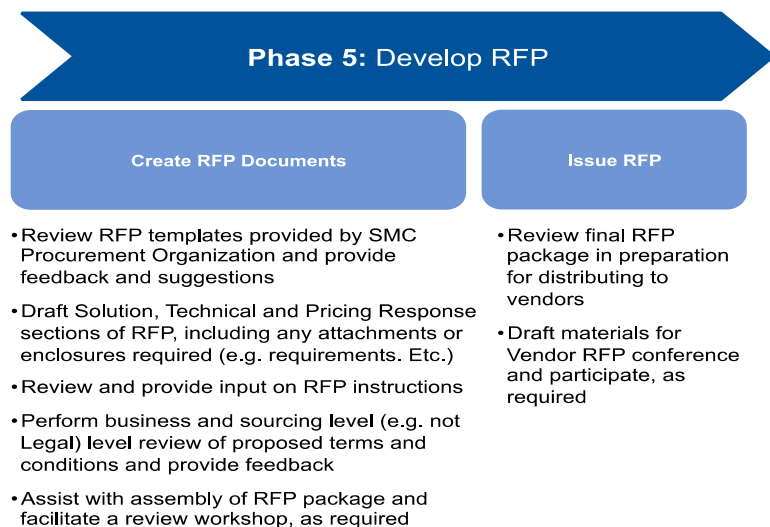 Phase 5: Develop RFP
Create RFP Documents
•Review RFP templates provided by SMC
Procurement Organization and provide
feedback and suggestions
•Draft Solution, Technical and Pricing Response
sections of RFP, including any attachments or
enclosures required (e.g. requirements. Etc.)
•Review and provide input on RFP instructions
•Perform business and sourcing level (e.g. not
Legal) level review of proposed terms and
conditions and provide feedback
•Assist with assembly of RFP package and
facilitate a review workshop, as required
Issue RFP
•Review final RFP
package in preparation
for distributing to
vendors
•Draft materials for
Vendor RFP conference
and participate, as
required